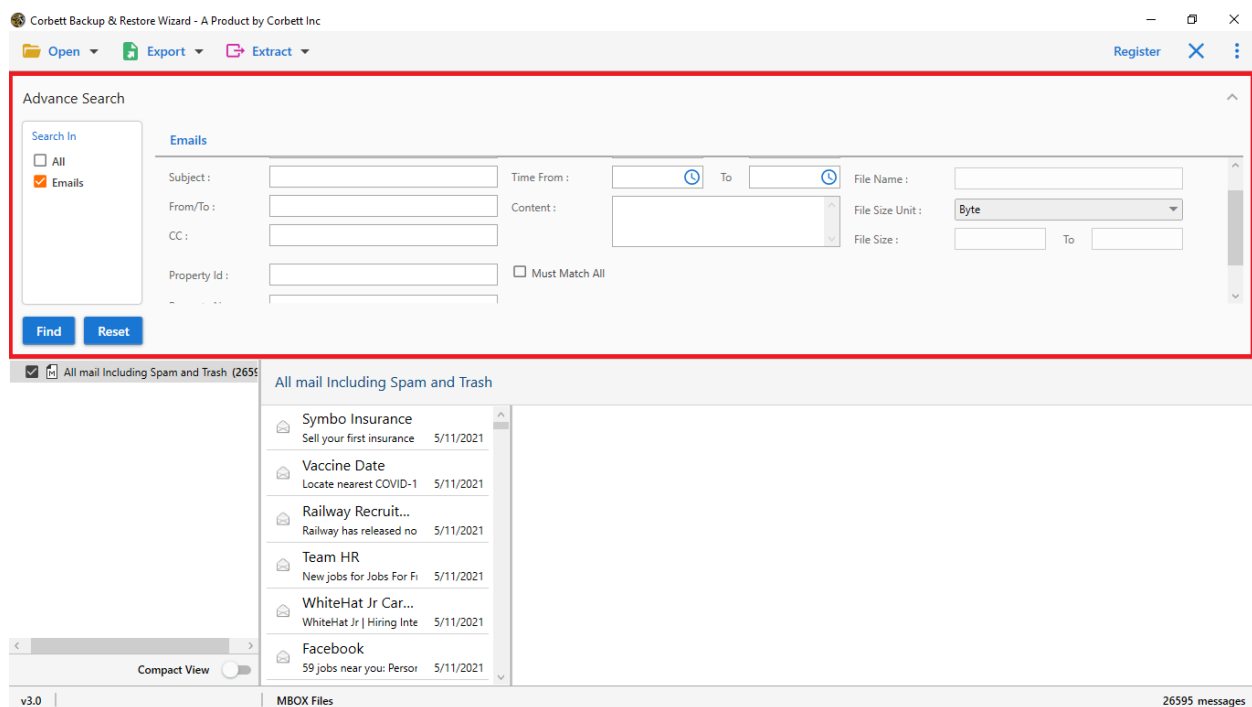 Corbett Backup & Restore Wizard - A Product by Corbett Inc
Open Export Extract Register
Advance Search
Search In
All
Emails
Emails
Subject :
From/To :
CC :
Property Id :
Time From : To
Content :
Must Match All
File Name :
File Size Unit : Byte
File Size : To
Find Reset
All mail Including Spam and Trash (2659
All mail Including Spam and Trash
Symbo Insurance
Sell your first insurance 5/11/2021
Vaccine Date
Locate nearest COVID-1 5/11/2021
Railway Recruit...
Railway has released no 5/11/2021
Team HR
New jobs for Jobs For Fr 5/11/2021
WhiteHat Jr Car...
WhiteHat Jr | Hiring Inte 5/11/2021
Facebook
59 jobs near you: Person 5/11/2021
Compact View
v3.0 MBOX Files 26595 messages